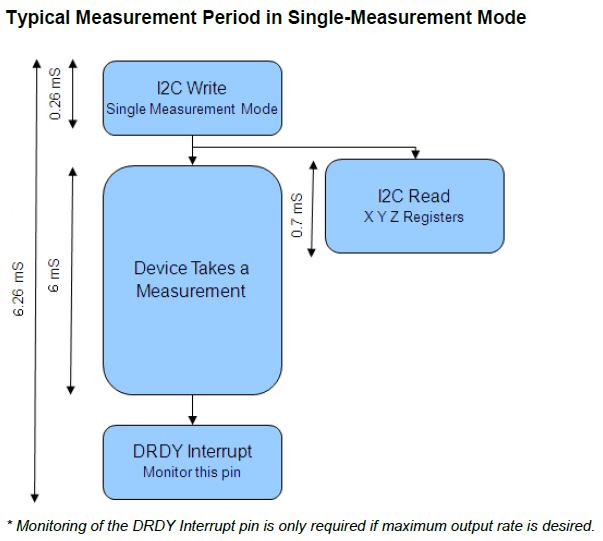 Typical Measurement Period in Single-Measurement Mode
I2C Write
Single Measurement Mode
0.26 mS
I2C Read
X Y Z Registers
0.7 mS
Device Takes a
Measurement
6 mS
6.26 mS
DRDY Interrupt
Monitor this pin
* Monitoring of the DRDY Interrupt pin is only required if maximum output rate is desired.